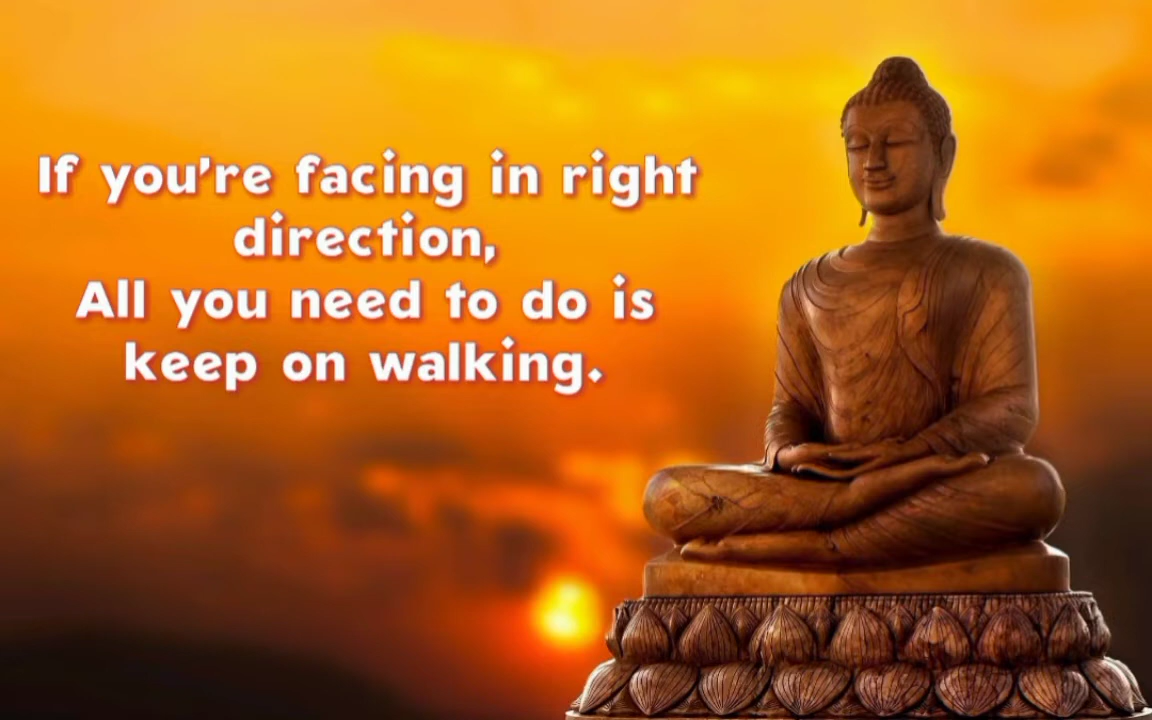 If you're facing in right
direction,
All you need to do is
keep on walking.